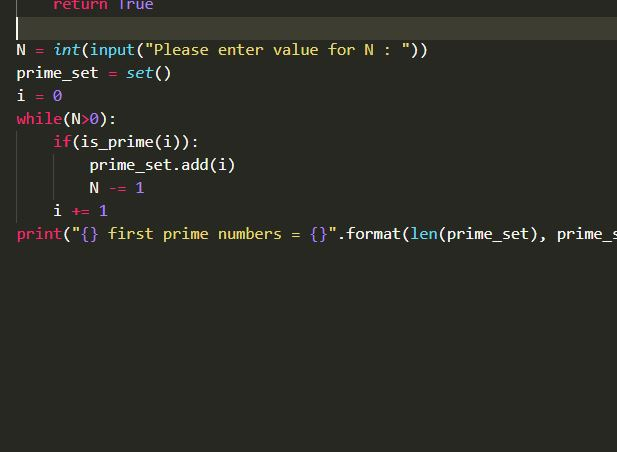 return True
N = int(input("Please enter value for N : "))
prime_set = set()
i = 0
while(N>0):
    if(is_prime(i)):
        prime_set.add(i)
        N -= 1
    i += 1
print("{} first prime numbers = {}".format(len(prime_set), prime_s